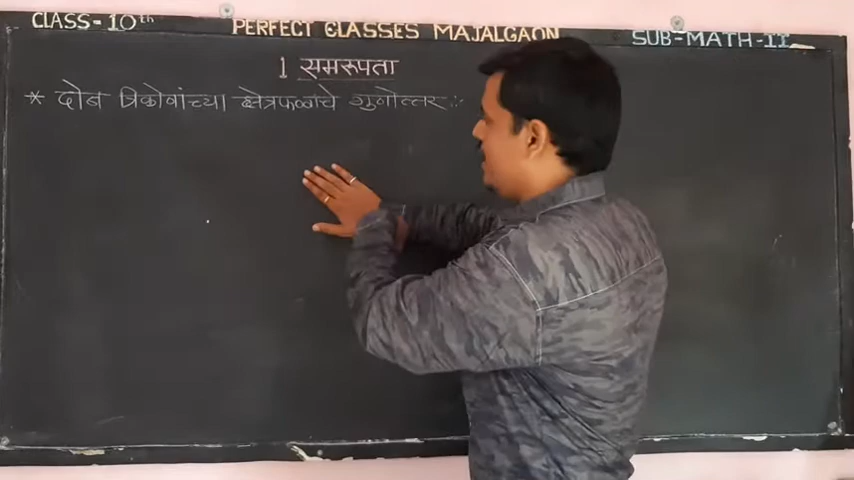 CLASS-10th PERFECT CLASSES MAJALGAON SUB-MATH-II
1 समरुपता
* दोन त्रिकोणांच्या क्षेत्रफळाचे गुणोत्तर :-